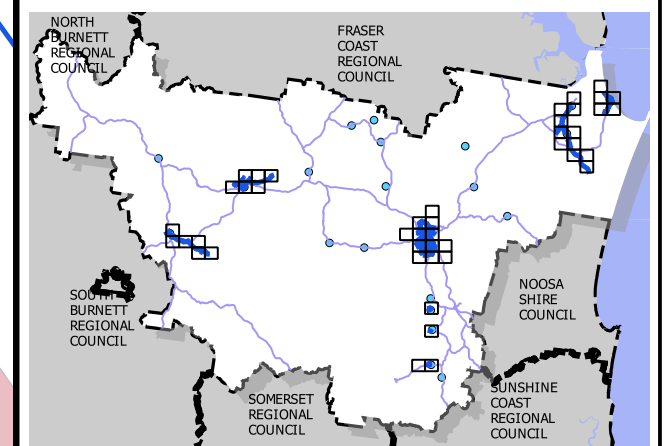 NORTH
BURNETT
REGIONAL
COUNCIL
FRASER
COAST
REGIONAL
COUNCIL
SOUTH
BURNETT
REGIONAL
COUNCIL
NOOSA
SHIRE
COUNCIL
SOMERSET
REGIONAL
COUNCIL
SUNSHINE
COAST
REGIONAL
COUNCIL